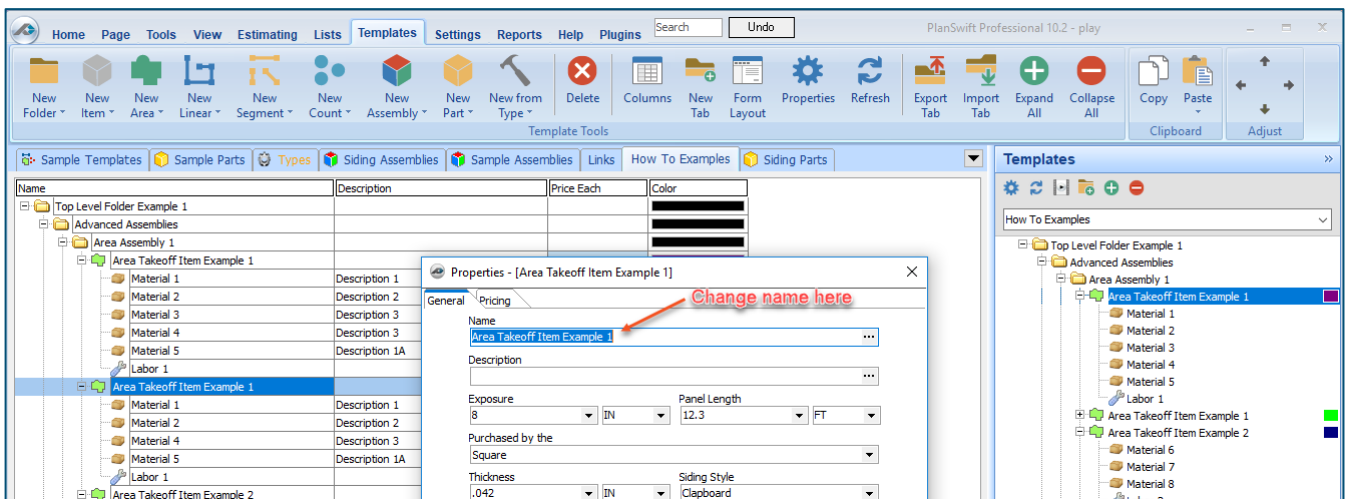 Search Undo PlanSwift Professional 10.2 - play
Home Page Tools View Estimating Lists Templates Settings Reports Help Plugins
New Folder New Item New Area New Linear New Segment New Count New Assembly New Part New from Type Delete Columns New Tab Form Layout Properties Refresh Export Tab Import Tab Expand All Collapse All Copy Paste
Template Tools Clipboard Adjust
Sample Templates Sample Parts Types Siding Assemblies Sample Assemblies Links How To Examples Siding Parts
Name Description Price Each Color
Top Level Folder Example 1
Advanced Assemblies
Area Assembly 1
Area Takeoff Item Example 1
Material 1 Description 1
Material 2 Description 2
Material 3 Description 3
Material 4 Description 3
Material 5 Description 1A
Labor 1
Area Takeoff Item Example 1
Material 1 Description 1
Material 2 Description 2
Material 4 Description 3
Material 5 Description 1A
Labor 1
Area Takeoff Item Example 2
Properties - [Area Takeoff Item Example 1]
General Pricing
Change name here
Name
Area Takeoff Item Example 1
Description
Exposure Panel Length
8 IN 12.3 FT
Purchased by the
Square
Thickness Siding Style
.042 IN Clapboard
Templates
How To Examples
Top Level Folder Example 1
Advanced Assemblies
Area Assembly 1
Area Takeoff Item Example 1
Material 1
Material 2
Material 3
Material 4
Material 5
Labor 1
Area Takeoff Item Example 1
Area Takeoff Item Example 2
Material 6
Material 7
Material 8